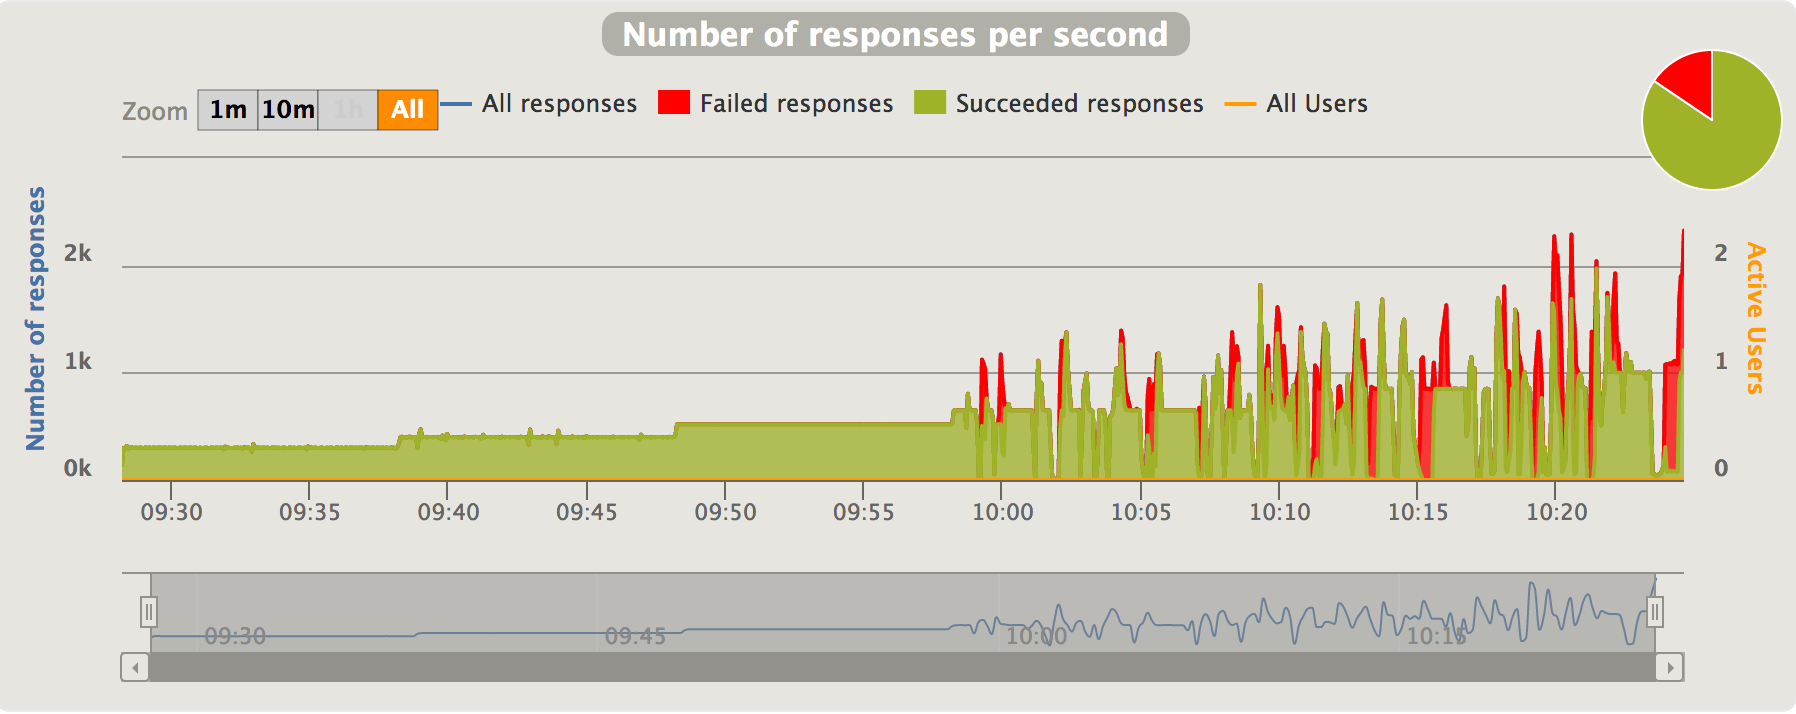 Number of responses per second
Zoom 1m 10m 1h All All responses Failed responses Succeeded responses All Users
Number of responses
2k
1k
0k
2
1
0
Active Users
09:30 09:35 09:40 09:45 09:50 09:55 10:00 10:05 10:10 10:15 10:20
09:30 09:45 10:00 10:15